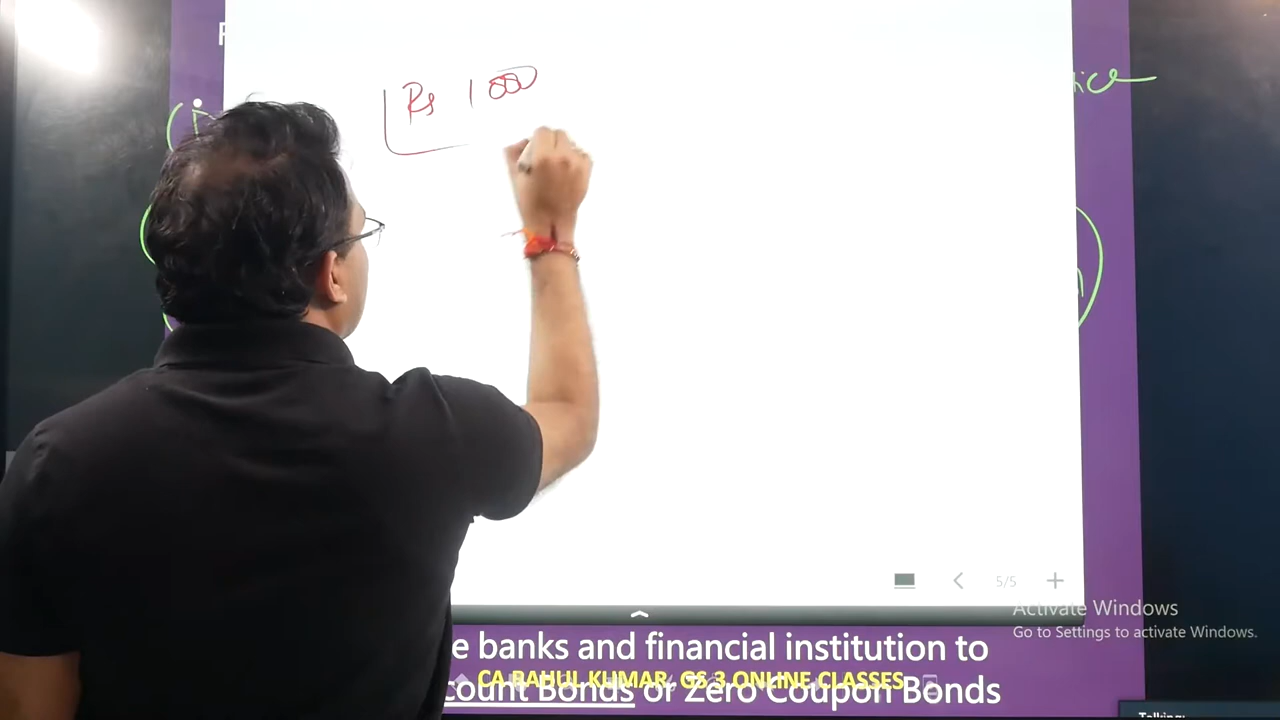 Rs 1000
5/5
Activate Windows
Go to Settings to activate Windows.
e banks and financial institution to
CA RAHUL KUMAR GS 3 ONLINE CLASSES
count Bonds or Zero Coupon Bonds
Talking: